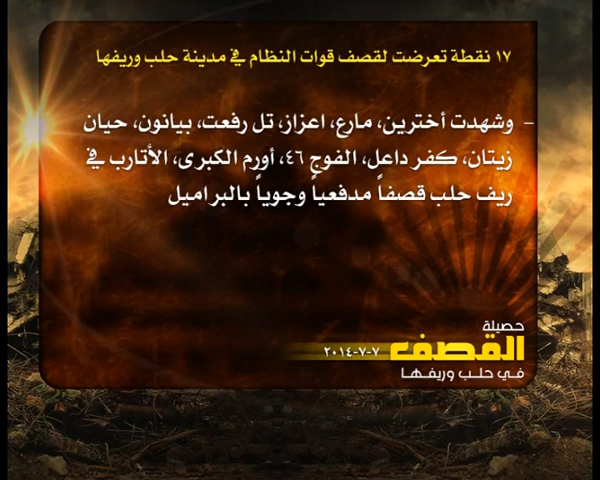 ١٧ نقطة تعرضت لقصف قوات النظام في مدينة حلب وريفها
- وشهدت أخترين، مارع، اعزاز، تل رفعت، بيانون، حيان
زيتان، كفر داعل، الفوج ٤٦، أورم الكبرى، الأتارب في
ريف حلب قصفاً مدفعياً وجوياً بالبراميل
حصيلة
القصف ٧-٧-٢٠١٤
في حلب وريفها